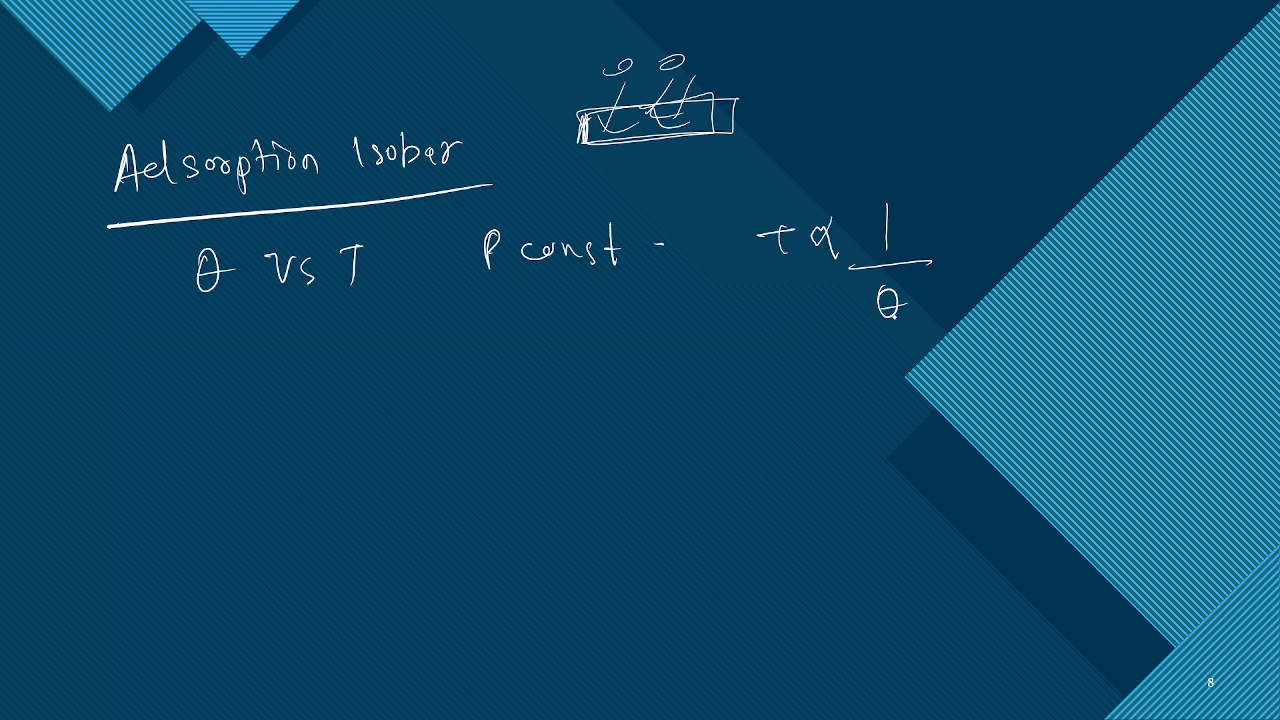 Adsorption Isobar
θ vs T P const - T α 1/θ
8